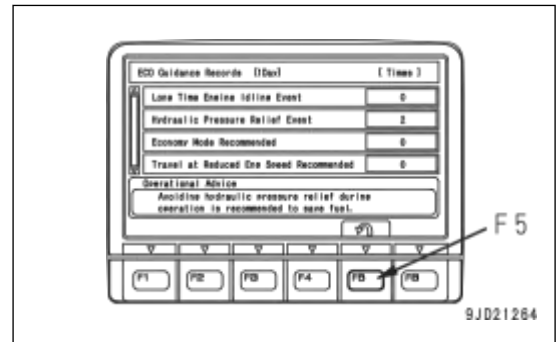 ECO Guidance Records [1Day] [ Times ]
Long Time Engine Idling Event 0
Hydraulic Pressure Relief Event 2
Economy Mode Recommended 0
Travel at Reduced Eng Speed Recommended 0
Operational Advice
Avoiding hydraulic pressure relief during
operation is recommended to save fuel.
F5
F1 F2 F3 F4 F5 F6
9JD21264